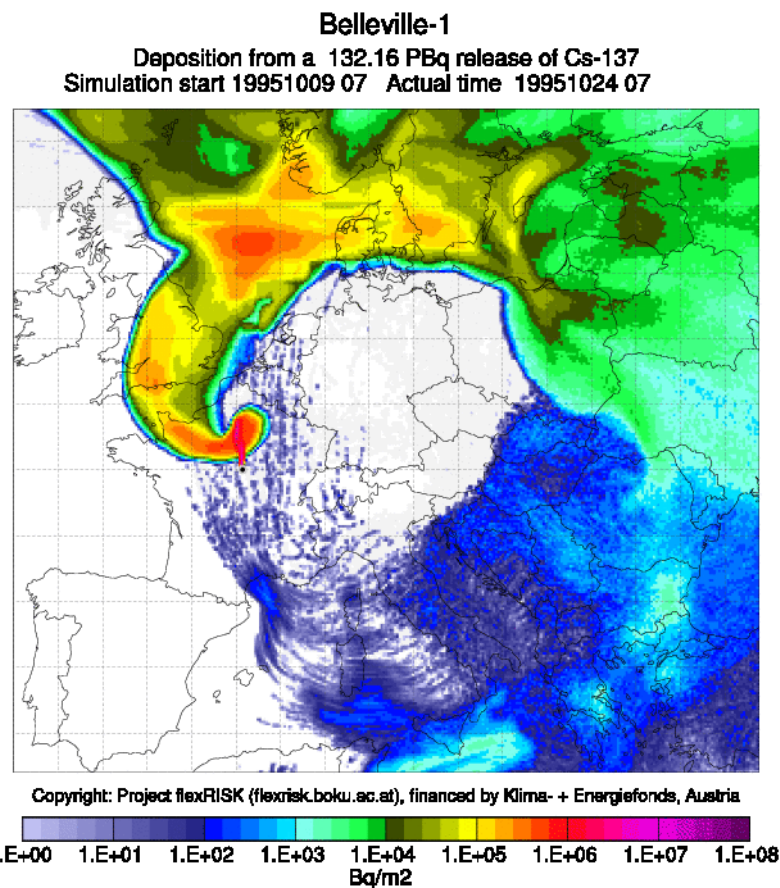 Belleville-1
Deposition from a 132.16 PBq release of Cs-137
Simulation start 19951009 07 Actual time 19951024 07
Copyright: Project flexRISK (flexrisk.boku.ac.at), financed by Klima- + Energiefonds, Austria
.E+00 1.E+01 1.E+02 1.E+03 1.E+04 1.E+05 1.E+06 1.E+07 1.E+08
Bq/m2